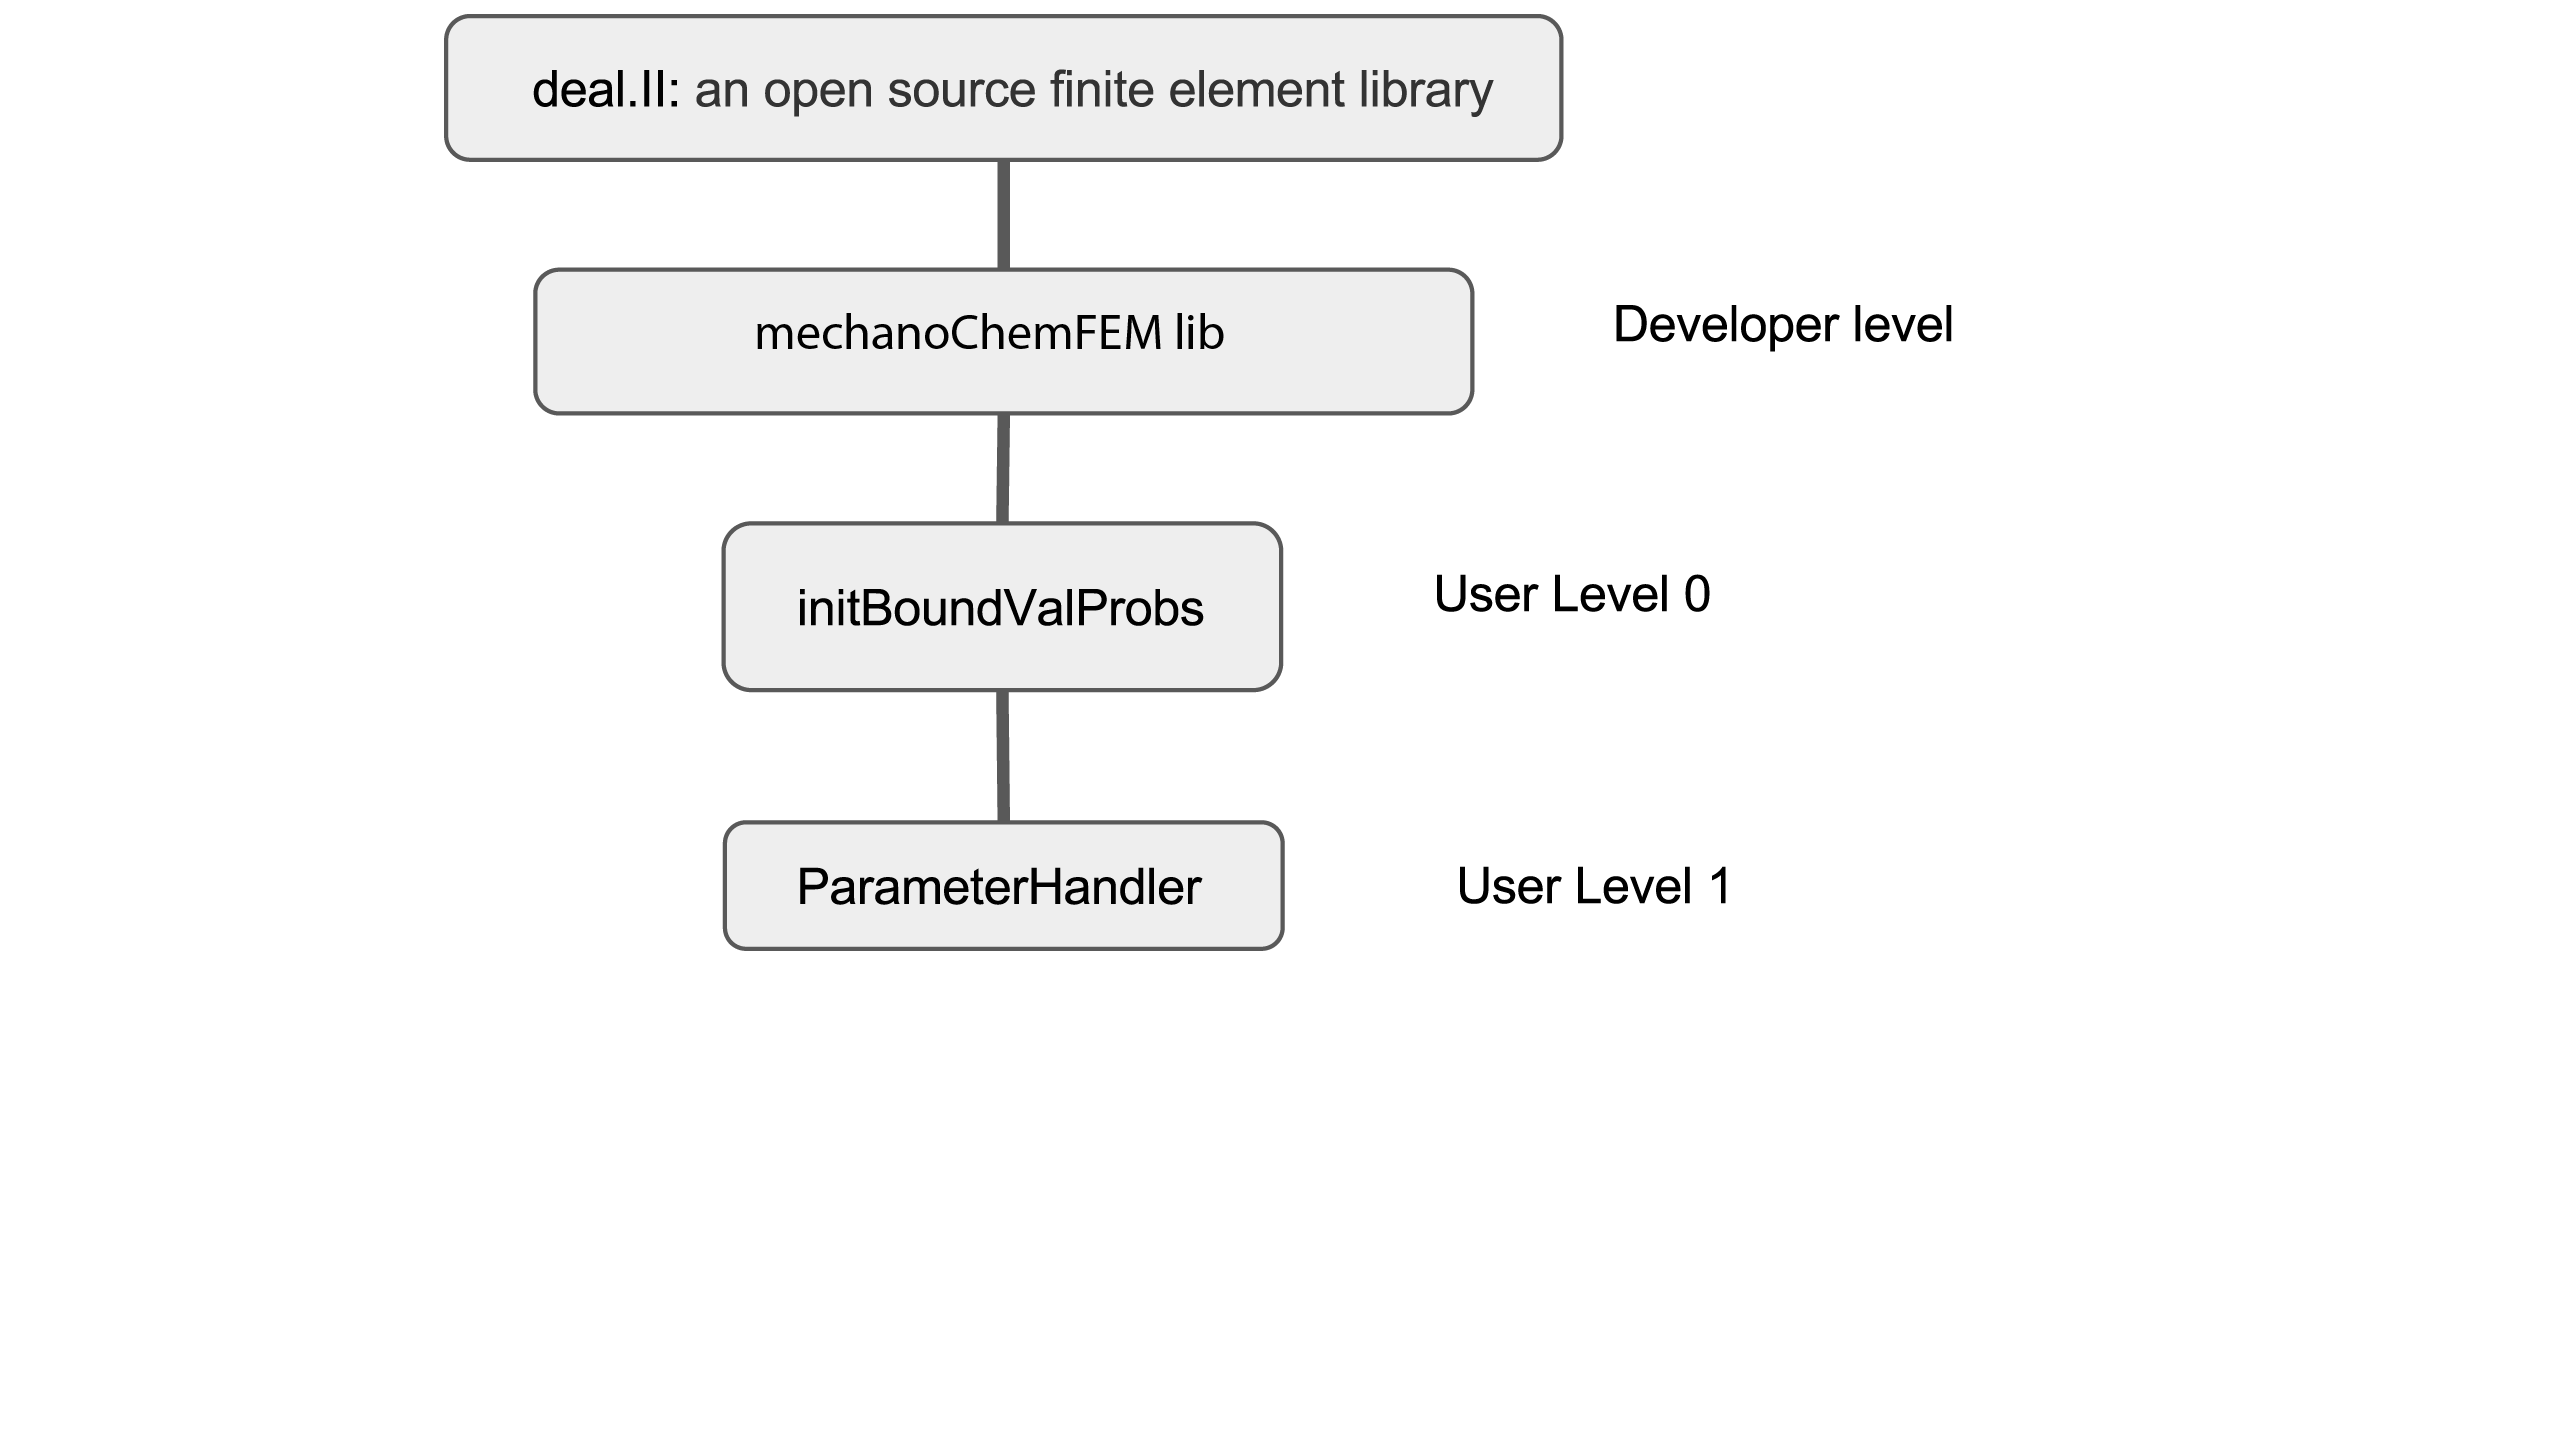 deal.II: an open source finite element library
mechanoChemFEM lib
Developer level
initBoundValProbs
User Level 0
ParameterHandler
User Level 1